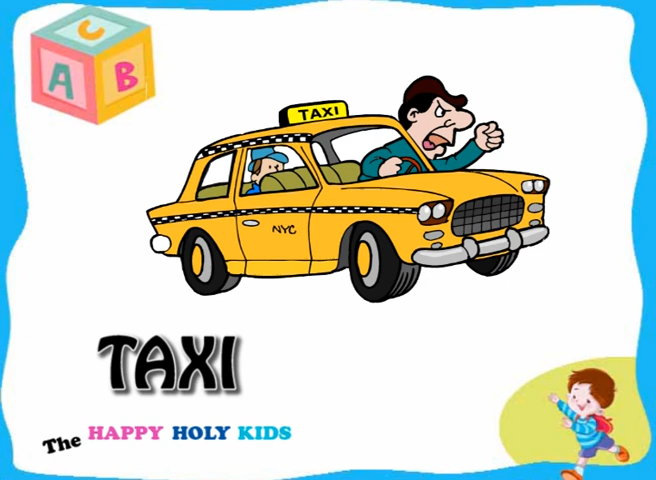 C
A B
TAXI
NYC
TAXI
The HAPPY HOLY KIDS